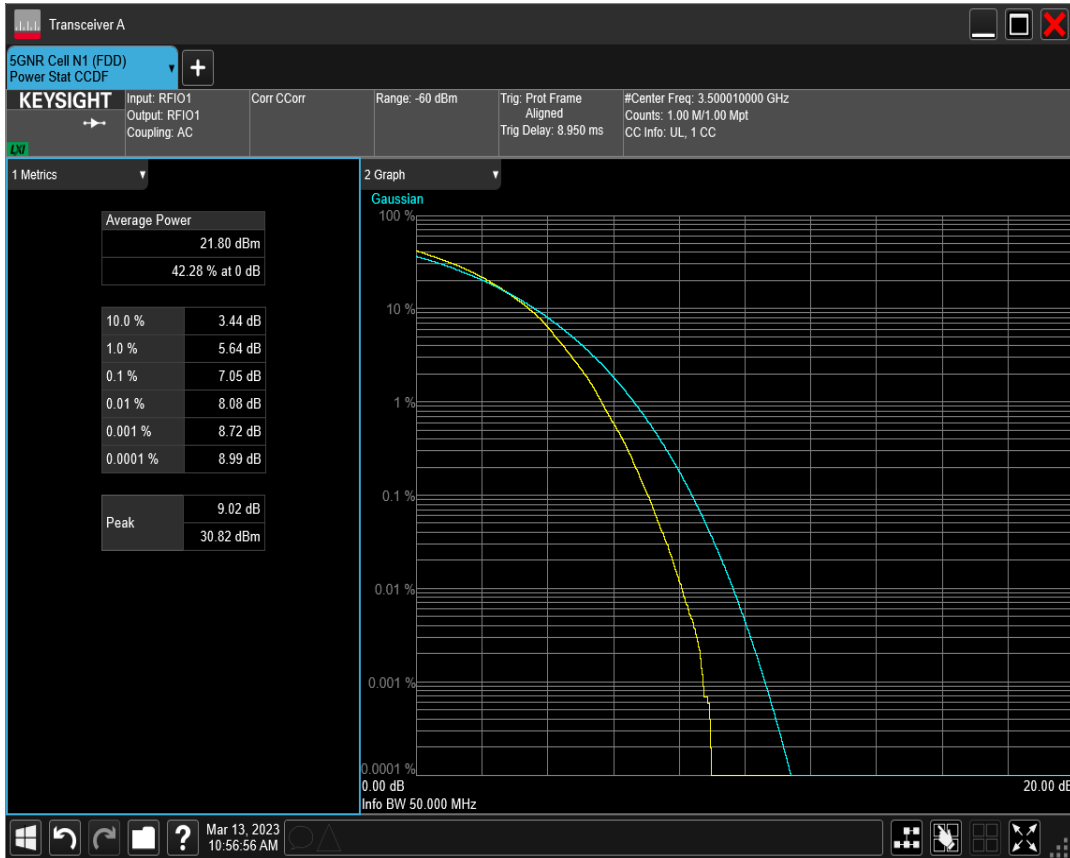 Transceiver A
5GNR Cell N1 (FDD)
Power Stat CCDF
+
KEYSIGHT
LXI
Input: RFIO1
Output: RFIO1
Coupling: AC
Corr CCorr
Range: -60 dBm
Trig: Prot Frame
Aligned
Trig Delay: 8.950 ms
#Center Freq: 3.500010000 GHz
Counts: 1.00 M/1.00 Mpt
CC Info: UL, 1 CC
1 Metrics
Average Power
21.80 dBm
42.28 % at 0 dB
10.0 % 3.44 dB
1.0 % 5.64 dB
0.1 % 7.05 dB
0.01 % 8.08 dB
0.001 % 8.72 dB
0.0001 % 8.99 dB
Peak
9.02 dB
30.82 dBm
2 Graph
Gaussian
100 %
10 %
1 %
0.1 %
0.01 %
0.001 %
0.0001 %
0.00 dB 20.00 dB
Info BW 50.000 MHz
?
Mar 13, 2023
10:56:56 AM